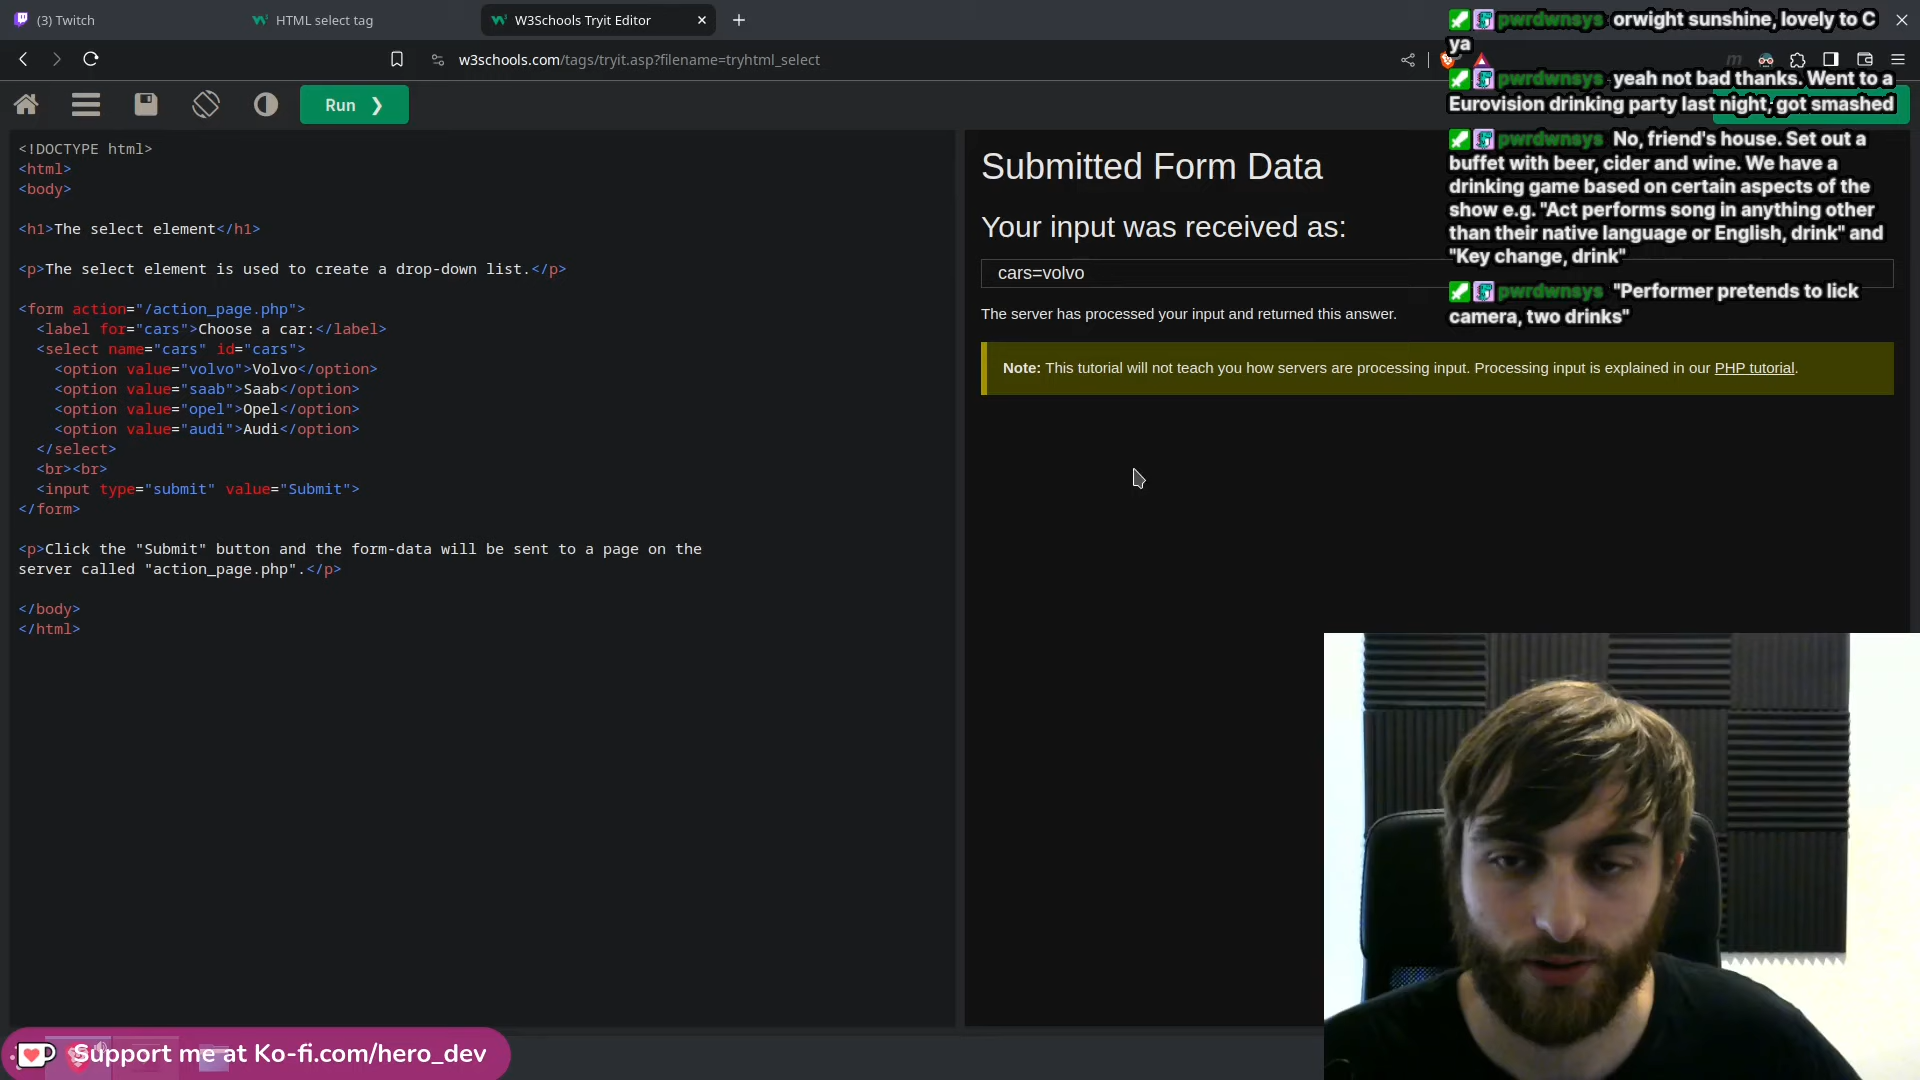 (3) Twitch
HTML select tag
W3Schools Tryit Editor
w3schools.com/tags/tryit.asp?filename=tryhtml_select
Run ❯
<!DOCTYPE html>
<html>
<body>
<h1>The select element</h1>
<p>The select element is used to create a drop-down list.</p>
<form action="/action_page.php">
<label for="cars">Choose a car:</label>
<select name="cars" id="cars">
<option value="volvo">Volvo</option>
<option value="saab">Saab</option>
<option value="opel">Opel</option>
<option value="audi">Audi</option>
</select>
<br><br>
<input type="submit" value="Submit">
</form>
<p>Click the "Submit" button and the form-data will be sent to a page on the
server called "action_page.php".</p>
</body>
</html>
Submitted Form Data
Your input was received as:
cars=volvo
The server has processed your input and returned this answer.
Note: This tutorial will not teach you how servers are processing input. Processing input is explained in our PHP tutorial.
pwrdwnsys orwight sunshine, lovely to C
ya
pwrdwnsys yeah not bad thanks. Went to a
Eurovision drinking party last night, got smashed
pwrdwnsys No, friend's house. Set out a
buffet with beer, cider and wine. We have a
drinking game based on certain aspects of the
show e.g. "Act performs song in anything other
than their native language or English, drink" and
"Key change, drink"
pwrdwnsys "Performer pretends to lick
camera, two drinks"
Support me at Ko-fi.com/hero_dev